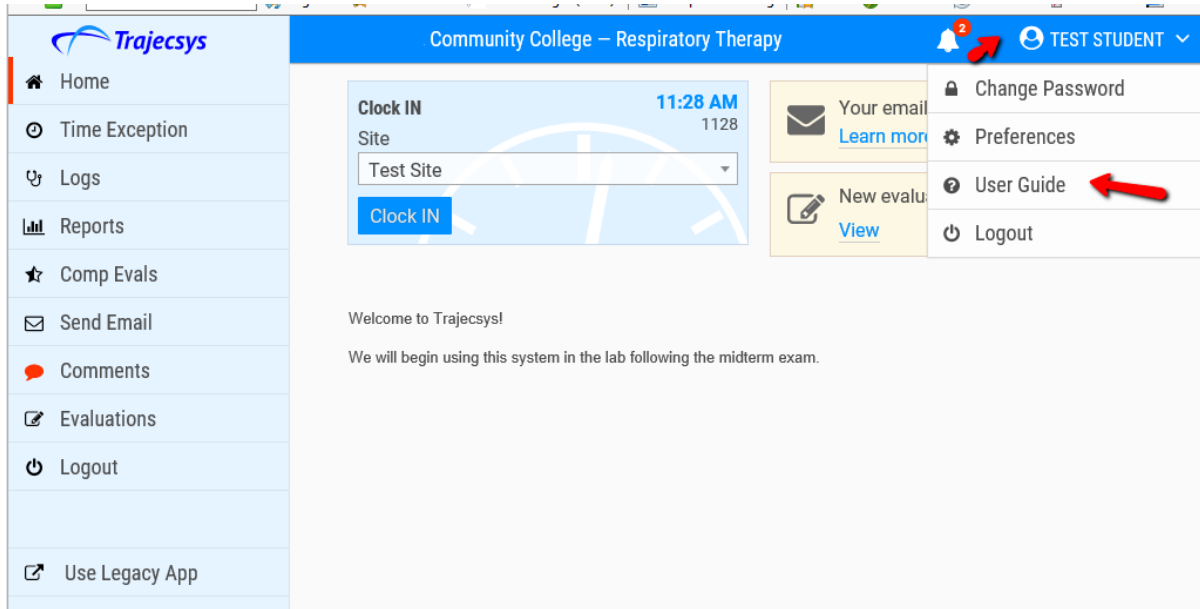 Trajecsys
Community College – Respiratory Therapy
2
TEST STUDENT
Home
Time Exception
Logs
Reports
Comp Evals
Send Email
Comments
Evaluations
Logout
Use Legacy App
Clock IN
11:28 AM
1128
Site
Test Site
Clock IN
Your email
Learn more
New evalu
View
Change Password
Preferences
User Guide
Logout
Welcome to Trajecsys!
We will begin using this system in the lab following the midterm exam.